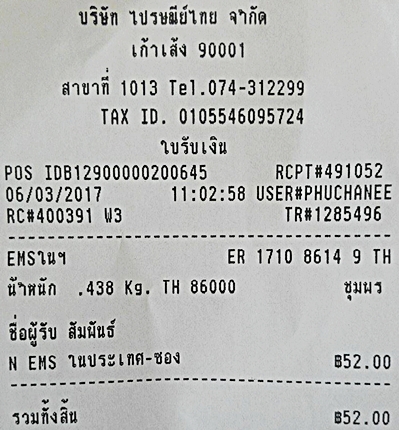 บริษัท ไปรษณีย์ไทย จำกัด
เก้าเส้ง 90001
สาขาที่ 1013 Tel.074-312299
TAX ID. 0105546095724
ใบรับเงิน
POS IDB12900000200645 RCPT#491052
06/03/2017 11:02:58 USER#PHUCHANEE
RC#400391 W3 TR#1285496
EMSในฯ ER 1710 8614 9 TH
น้ำหนัก .438 Kg. TH 86000 ชุมพร
ชื่อผู้รับ สัมพันธ์
N EMS ในประเทศ-ซอง ฿52.00
รวมทั้งสิ้น ฿52.00